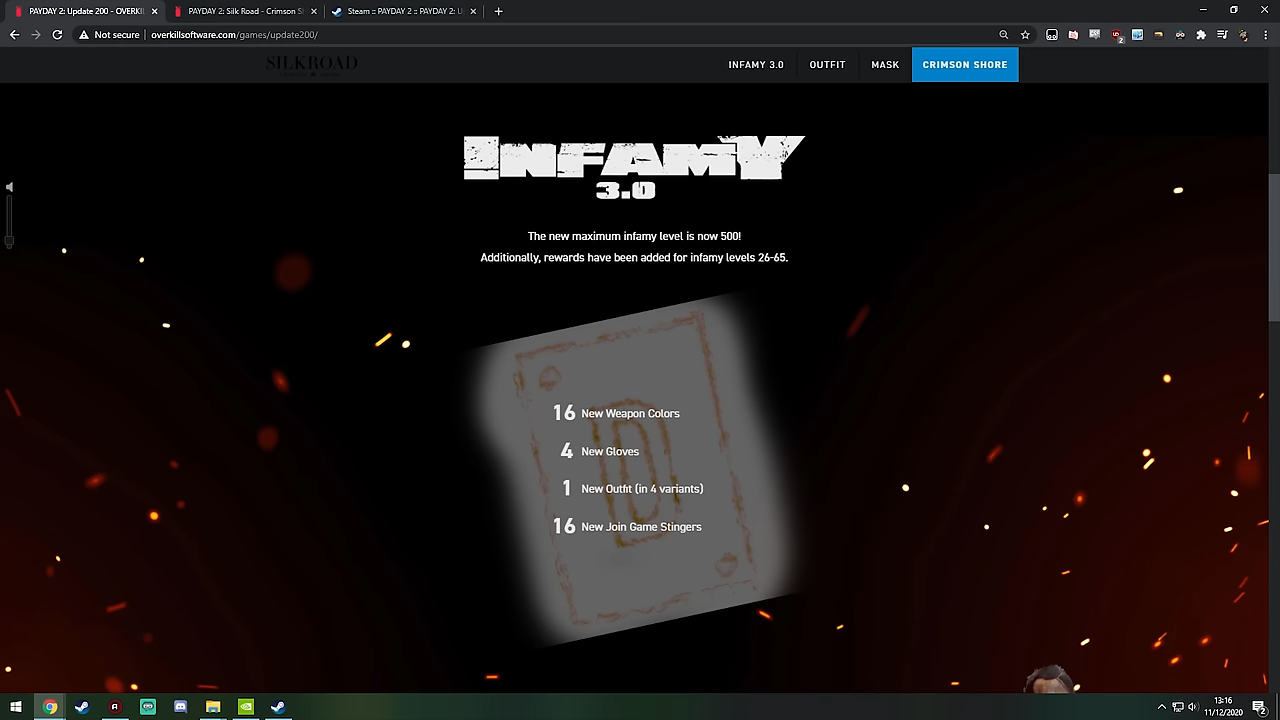 PAYDAY 2: Update 200 - OVERKIL
PAYDAY 2: Silk Road - Crimson S
Steam :: PAYDAY 2 :: PAYDAY 2: U
Not secure | overkillsoftware.com/games/update200/
2
SILKROAD
INFAMY 3.0
OUTFIT
MASK
CRIMSON SHORE
INFAMY
3.0
The new maximum infamy level is now 500!
Additionally, rewards have been added for infamy levels 26-65.
16 New Weapon Colors
4 New Gloves
1 New Outfit (in 4 variants)
16 New Join Game Stingers
13:16
11/12/2020
2